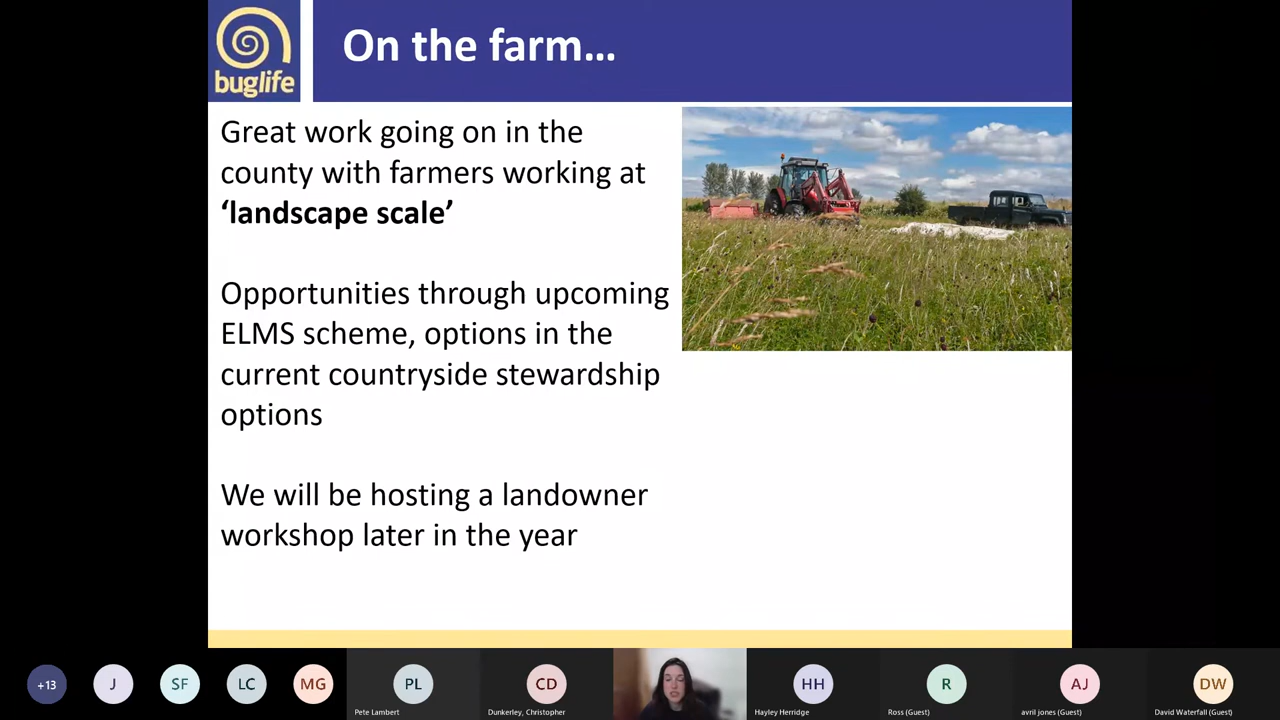 buglife
On the farm...
Great work going on in the
county with farmers working at
‘landscape scale’
Opportunities through upcoming
ELMS scheme, options in the
current countryside stewardship
options
We will be hosting a landowner
workshop later in the year
+13
J
SF
LC
MG
PL
Pete Lambert
CD
Dunkerley, Christopher
HH
Hayley Herridge
R
Ross (Guest)
AJ
avril jones (Guest)
DW
David Waterfall (Guest)